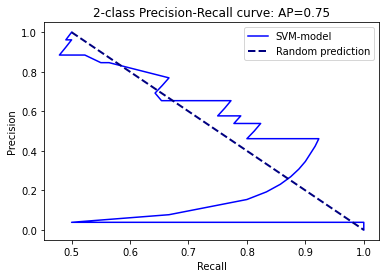 2-class Precision-Recall curve: AP=0.75
SVM-model
Random prediction
Precision
1.0
0.8
0.6
0.4
0.2
0.0
0.5
0.6
0.7
0.8
0.9
1.0
Recall